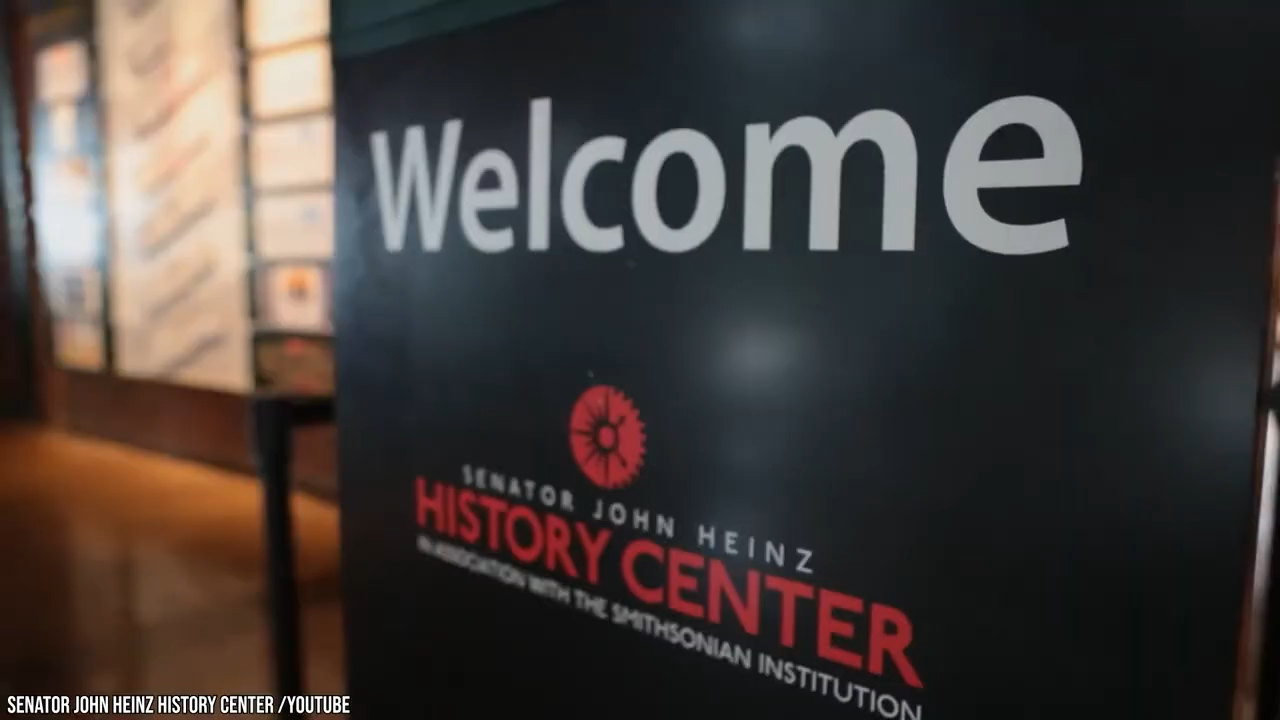 Welcome
SENATOR JOHN HEINZ
HISTORY CENTER
IN ASSOCIATION WITH THE SMITHSONIAN INSTITUTION
SENATOR JOHN HEINZ HISTORY CENTER /YOUTUBE